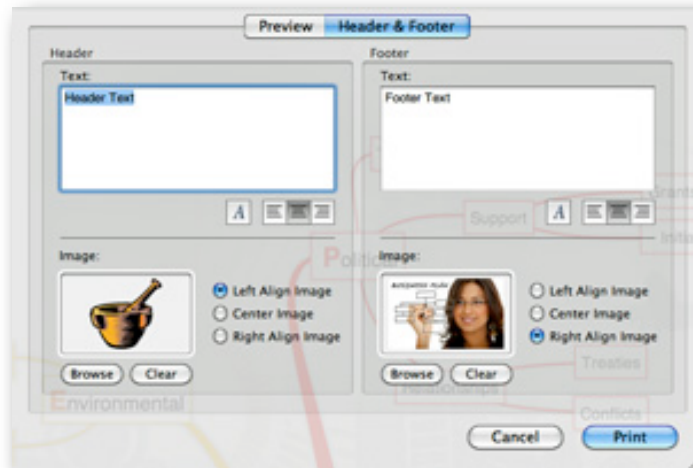 Preview Header & Footer
Header
Text:
Header Text
Image:
Left Align Image
Center Image
Right Align Image
Browse Clear
Footer
Text:
Footer Text
Image:
Left Align Image
Center Image
Right Align Image
Browse Clear
Political
Support
Treaties
Relationships
Conflicts
Environmental
Cancel Print